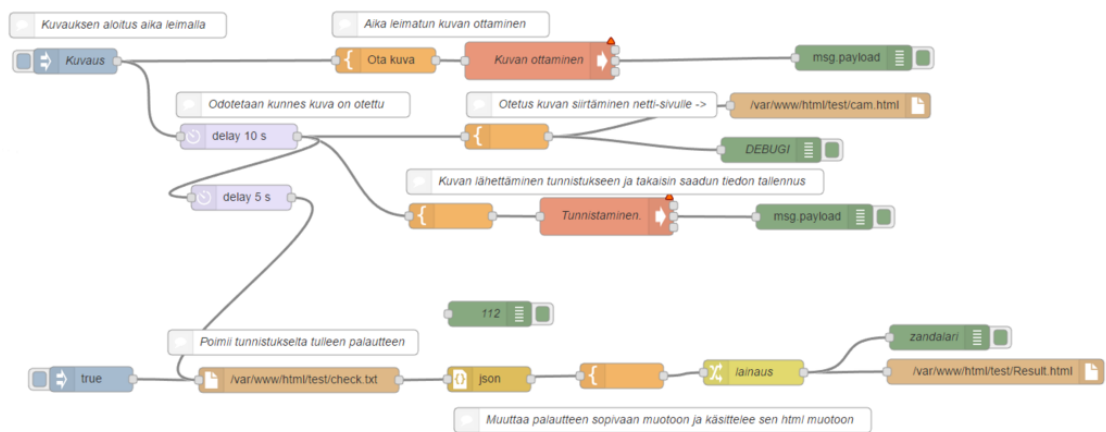 Kuvauksen aloitus aika leimalla
Aika leimatun kuvan ottaminen
Kuvaus
Ota kuva
Kuvan ottaminen
msg.payload
Odotetaan kunnes kuva on otettu
Otetus kuvan siirtäminen netti-sivulle ->
/var/www/html/test/cam.html
delay 10 s
DEBUGI
Kuvan lähettäminen tunnistukseen ja takaisin saadun tiedon tallennus
delay 5 s
Tunnistaminen.
msg.payload
112
Poimii tunnistukselta tulleen palautteen
zandalari
true
/var/www/html/test/check.txt
json
lainaus
/var/www/html/test/Result.html
Muuttaa palautteen sopivaan muotoon ja käsittelee sen html muotoon